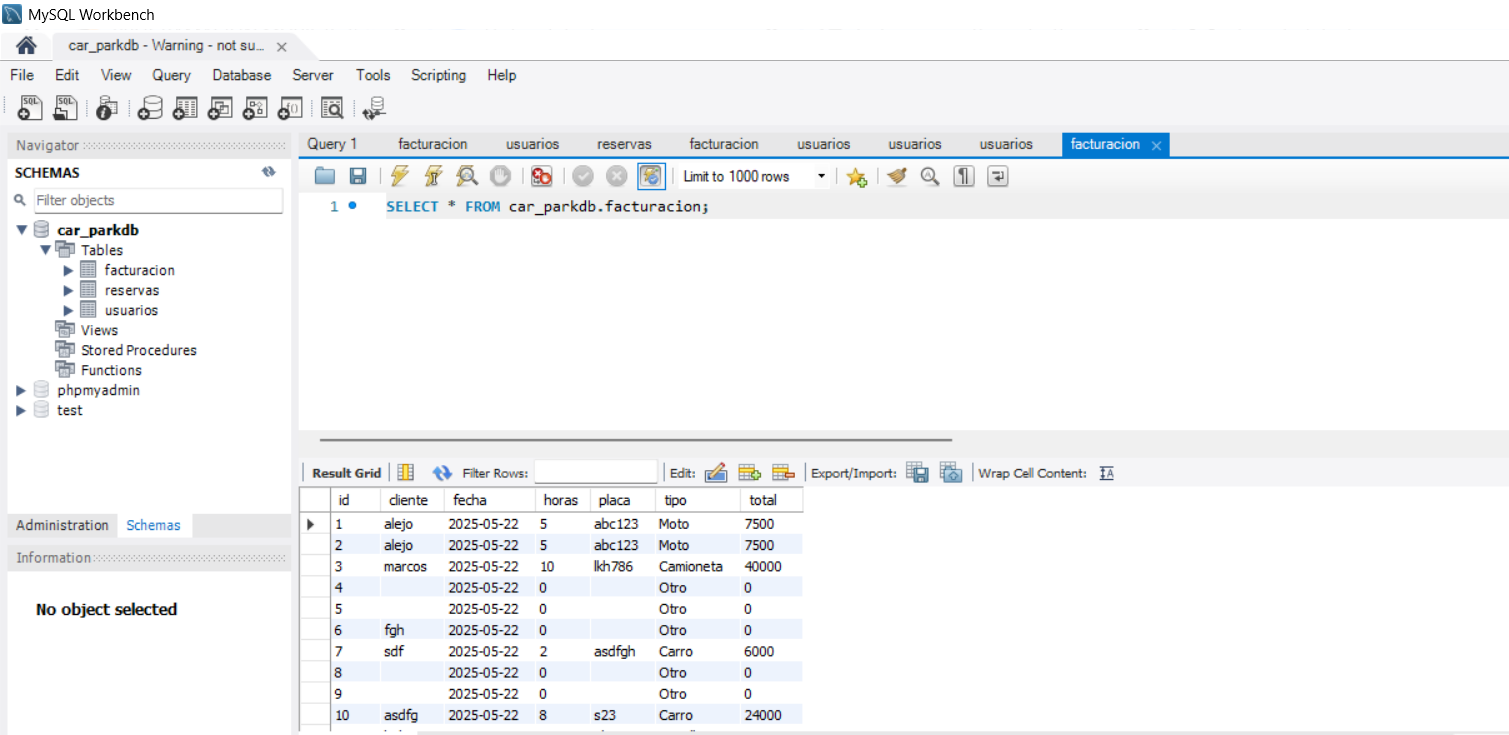 MySQL Workbench
car_parkdb - Warning - not su...
File Edit View Query Database Server Tools Scripting Help
Navigator
SCHEMAS
Filter objects
car_parkdb
Tables
facturacion
reservas
usuarios
Views
Stored Procedures
Functions
phpmyadmin
test
Administration Schemas
Information
No object selected
Query 1 facturacion usuarios reservas facturacion usuarios usuarios usuarios facturacion
Limit to 1000 rows
1 SELECT * FROM car_parkdb.facturacion;
Result Grid Filter Rows: Edit: Export/Import: Wrap Cell Content:
id cliente fecha horas placa tipo total
1 alejo 2025-05-22 5 abc123 Moto 7500
2 alejo 2025-05-22 5 abc123 Moto 7500
3 marcos 2025-05-22 10 lkh786 Camioneta 40000
4 2025-05-22 0 Otro 0
5 2025-05-22 0 Otro 0
6 fgh 2025-05-22 0 Otro 0
7 sdf 2025-05-22 2 asdfgh Carro 6000
8 2025-05-22 0 Otro 0
9 2025-05-22 0 Otro 0
10 asdfg 2025-05-22 8 s23 Carro 24000